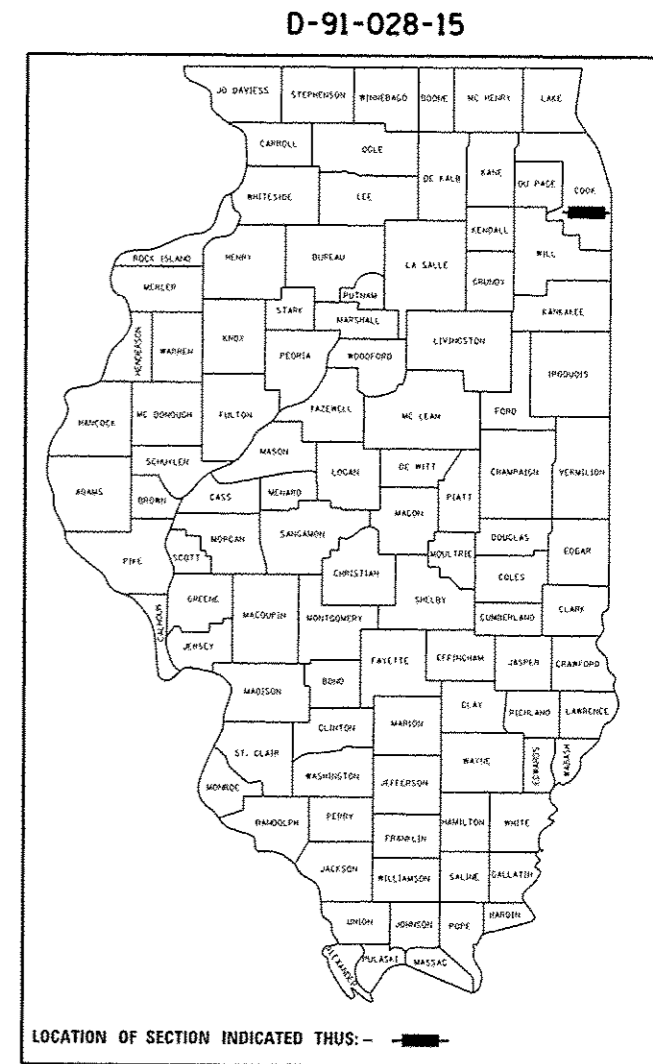 D-91-028-15
JO DAVIESS STEPHENSON WINNEBAGO BOONE MC HENRY LAKE
CARROLL OGLE DE KALB KANE DU PAGE COOK
WHITESIDE LEE KENDALL WILL
ROCK ISLAND HENRY BUREAU LA SALLE GRUNDY
MERCER PUTNAM KANKAKEE
STARK MARSHALL LIVINGSTON
HENDERSON WARREN KNOX PEORIA WOODFORD IROQUOIS
HANCOCK MC DONOUGH FULTON TAZEWELL MC LEAN FORD
SCHUYLER MASON LOGAN DE WITT CHAMPAIGN VERMILION
ADAMS BROWN CASS MENARD PIATT
MACON
PIKE SCOTT MORGAN SANGAMON MOULTRIE DOUGLAS EDGAR
CHRISTIAN COLES
CALHOUN GREENE MACOUPIN MONTGOMERY SHELBY CUMBERLAND CLARK
JERSEY FAYETTE EFFINGHAM JASPER CRAWFORD
MADISON BOND CLAY RICHLAND LAWRENCE
CLINTON MARION
ST. CLAIR WASHINGTON WAYNE EDWARDS WABASH
MONROE JEFFERSON
RANDOLPH PERRY HAMILTON WHITE
FRANKLIN
JACKSON WILLIAMSON SALINE GALLATIN
UNION JOHNSON POPE HARDIN
ALEXANDER PULASKI MASSAC
LOCATION OF SECTION INDICATED THUS: -